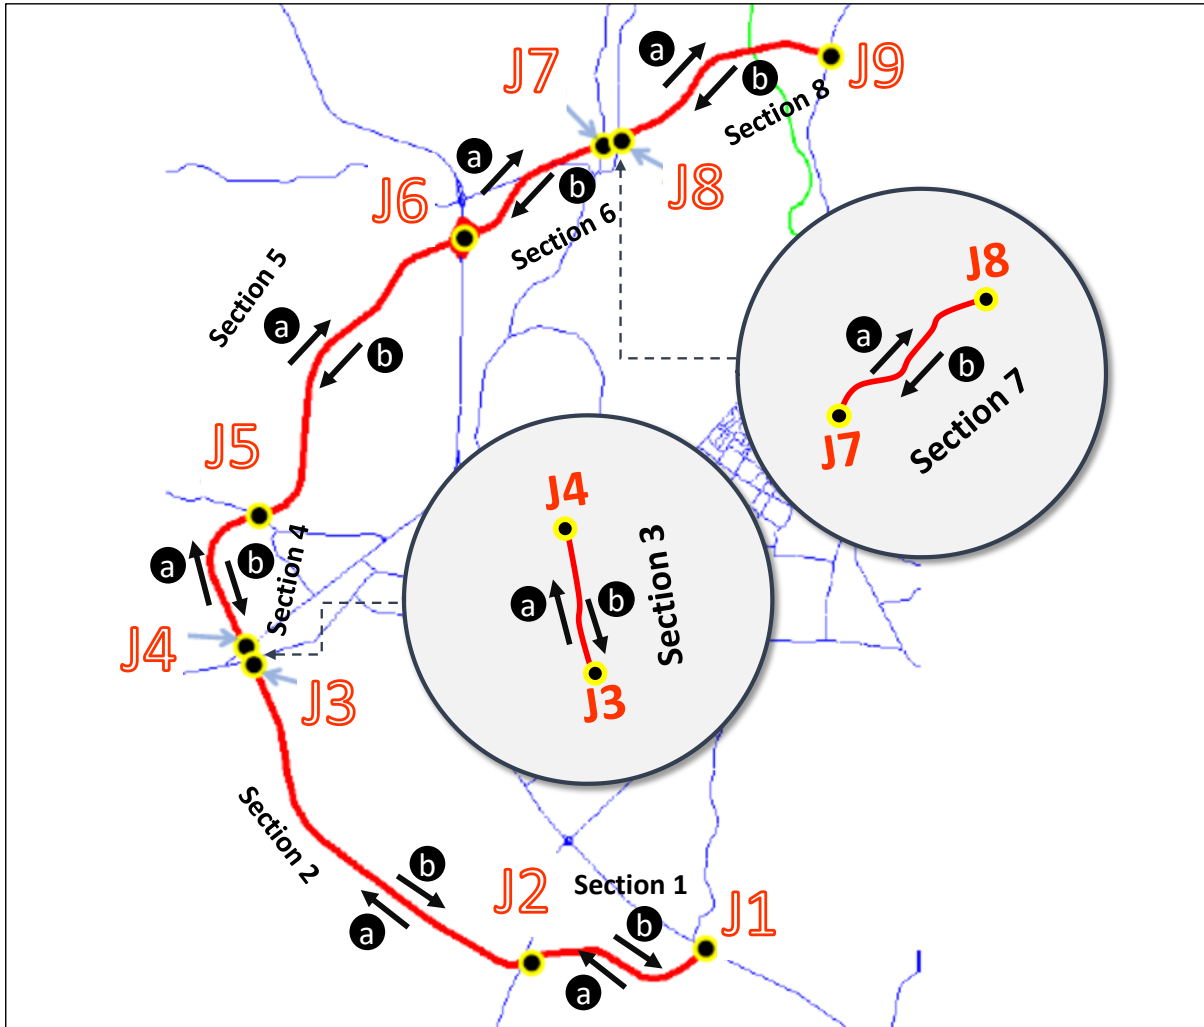 J7
a
b
J9
Section 8
a
b
J8
J6
Section 6
Section 5
a
b
J8
a
b
J7
Section 7
J5
J4
Section 3
a
b
J3
a
b
Section 4
J4
J3
Section 2
b
a
J2
Section 1
b
a
J1